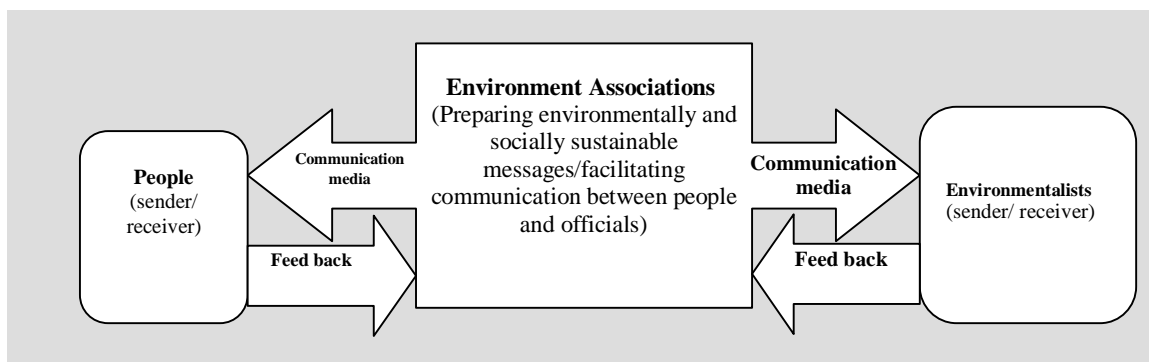 People
(sender/
receiver)
Communication
media
Feed back
Environment Associations
(Preparing environmentally and
socially sustainable
messages/facilitating
communication between people
and officials)
Communication
media
Feed back
Environmentalists
(sender/ receiver)